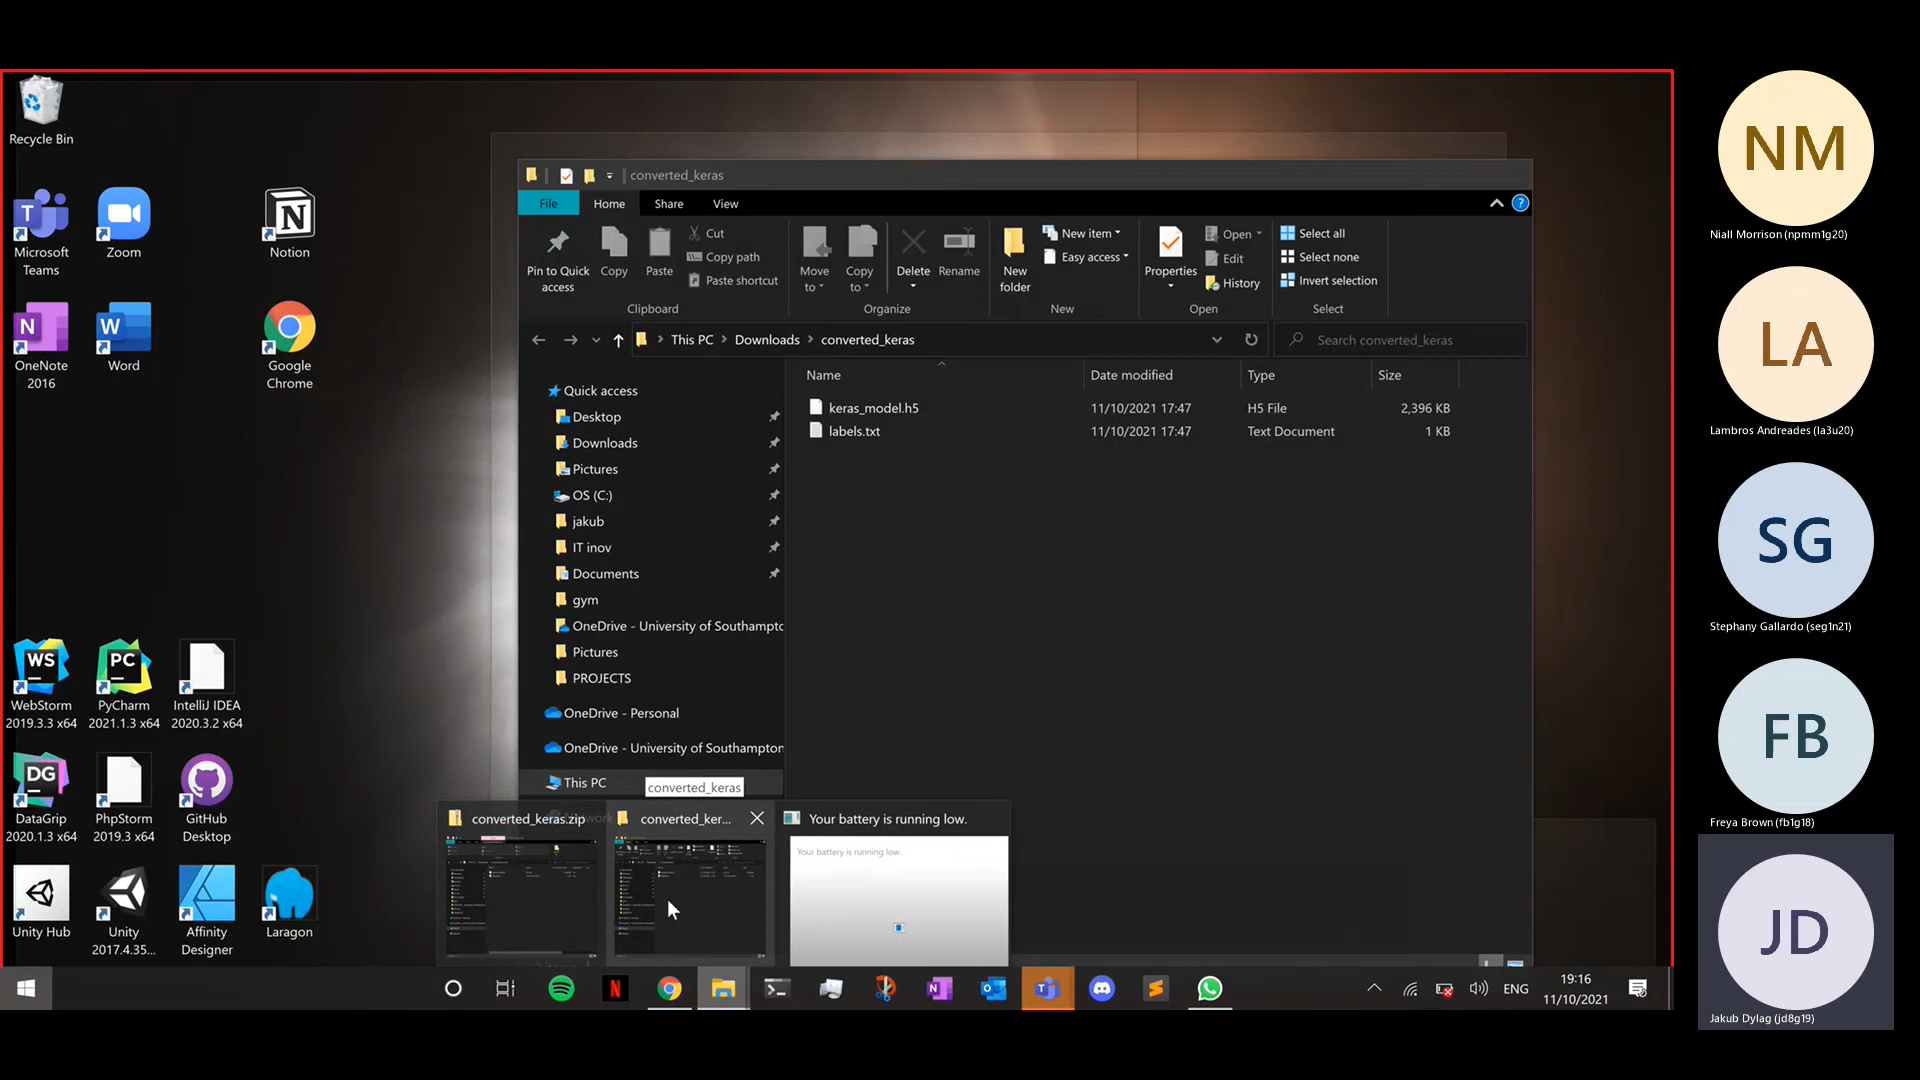 Recycle Bin
Microsoft Teams
Zoom
Notion
OneNote 2016
Word
Google Chrome
WS
WebStorm 2019.3.3 x64
PC
PyCharm 2021.1.3 x64
IntelliJ IDEA 2020.3.2 x64
DG
DataGrip 2020.1.3 x64
PhpStorm 2019.3 x64
GitHub Desktop
Unity Hub
Unity 2017.4.35...
Affinity Designer
Laragon
converted_keras
File Home Share View
Pin to Quick access
Copy
Paste
Cut
Copy path
Paste shortcut
Clipboard
Move to
Copy to
Delete
Rename
Organize
New folder
New item
Easy access
New
Properties
Open
Edit
History
Open
Select all
Select none
Invert selection
Select
This PC > Downloads > converted_keras
Search converted_keras
Name Date modified Type Size
keras_model.h5 11/10/2021 17:47 H5 File 2,396 KB
labels.txt 11/10/2021 17:47 Text Document 1 KB
Quick access
Desktop
Downloads
Pictures
OS (C:)
jakub
IT inov
Documents
gym
OneDrive - University of Southampto
Pictures
PROJECTS
OneDrive - Personal
OneDrive - University of Southampton
This PC
converted_keras
converted_keras.zip
converted_ker...
Your battery is running low.
Your battery is running low.
ENG
19:16
11/10/2021
NM
Niall Morrison (npmm1g20)
LA
Lambros Andreades (la3u20)
SG
Stephany Gallardo (seg1n21)
FB
Freya Brown (fb1g18)
JD
Jakub Dylag (jd8g19)